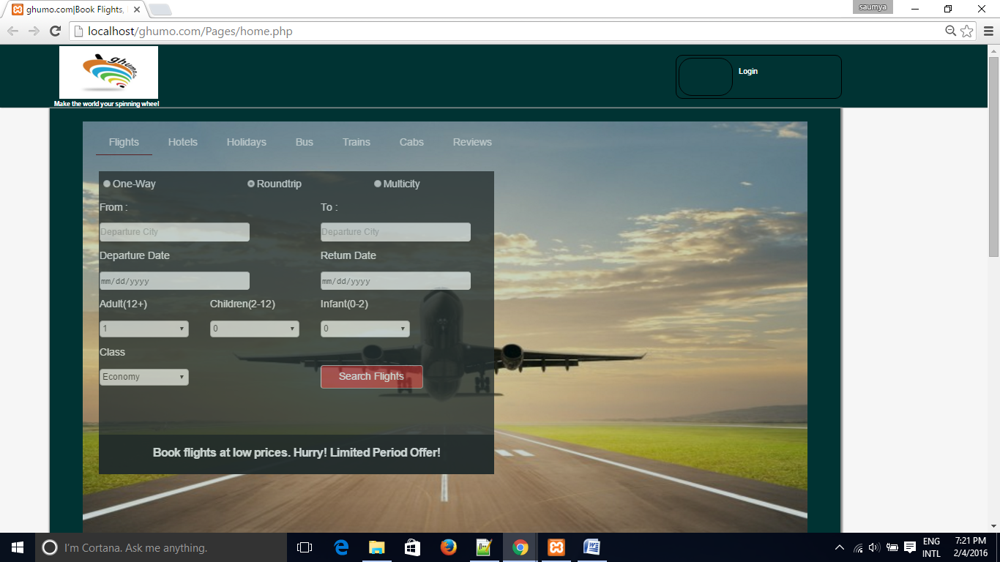 ghumo.com|Book Flights,
saumya
localhost/ghumo.com/Pages/home.php
ghumo
Make the world your spinning wheel
Login
Flights Hotels Holidays Bus Trains Cabs Reviews
One-Way Roundtrip Multicity
From : To :
Departure City Departure City
Departure Date Return Date
mm/dd/yyyy mm/dd/yyyy
Adult(12+) Children(2-12) Infant(0-2)
1 0 0
Class
Economy Search Flights
Book flights at low prices. Hurry! Limited Period Offer!
I'm Cortana. Ask me anything.
ENG 7:21 PM
INTL 2/4/2016